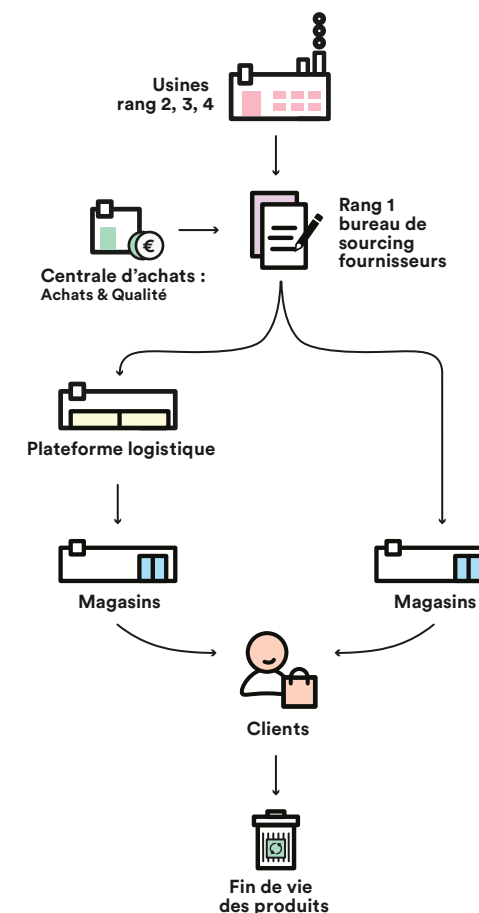 Usines
rang 2, 3, 4
Rang 1
bureau de
sourcing
fournisseurs
€
Centrale d'achats :
Achats & Qualité
Plateforme logistique
Magasins
Magasins
Clients
Fin de vie
des produits